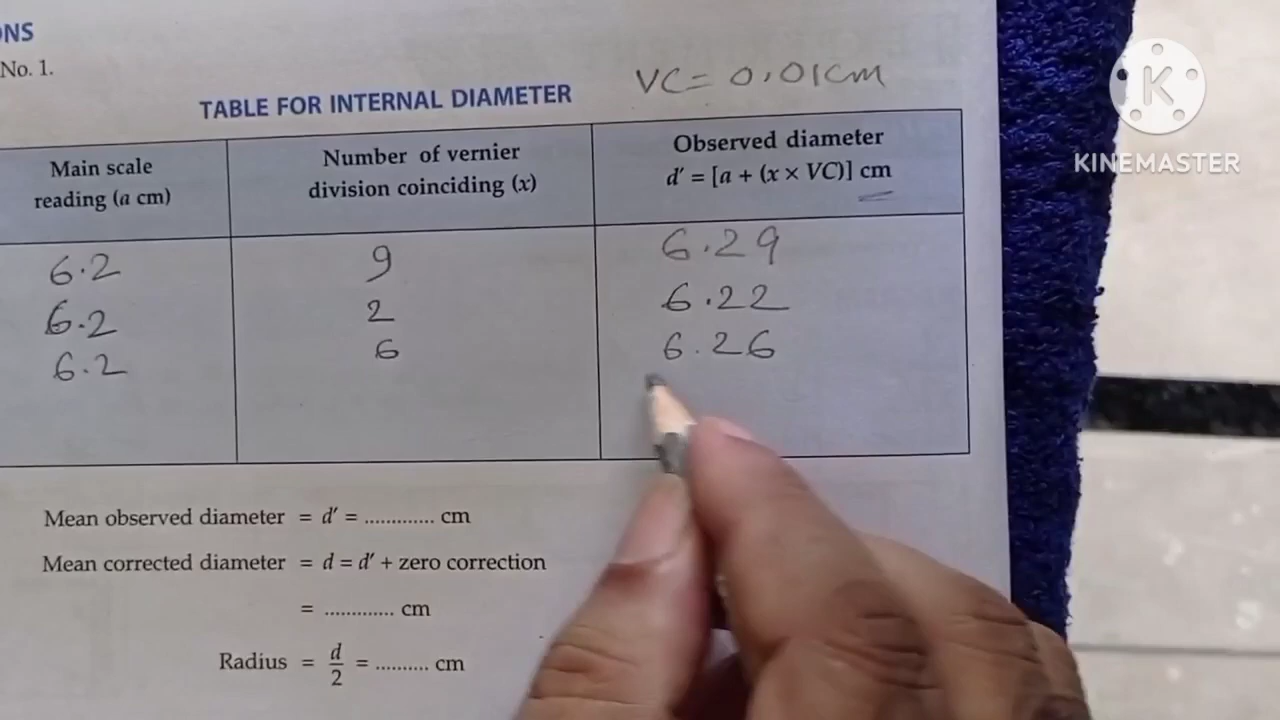 ONS
No. 1.
VC = 0.01cm
TABLE FOR INTERNAL DIAMETER
Main scale reading (a cm)
Number of vernier division coinciding (x)
Observed diameter d′ = [a + (x × VC)] cm
6.2 9 6.29
6.2 2 6.22
6.2 6 6.26
Mean observed diameter = d′ = ............. cm
Mean corrected diameter = d = d′ + zero correction
= ............. cm
Radius = d/2 = .......... cm
K
KINEMASTER